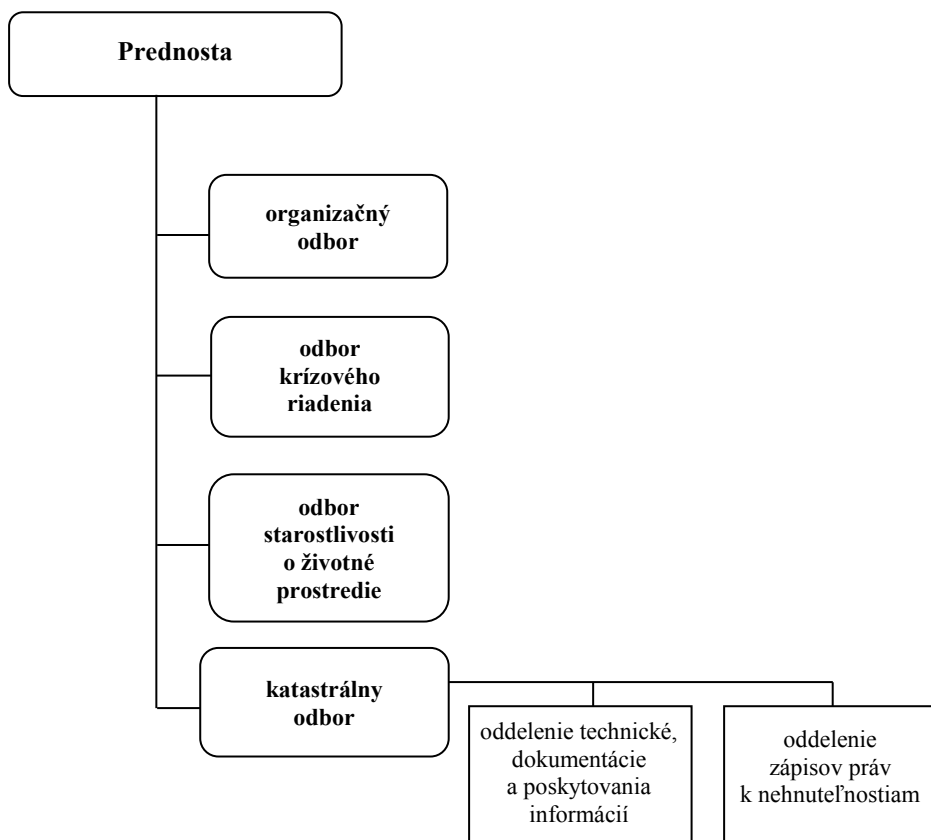 Prednosta
organizačný
odbor
odbor
krízového
riadenia
odbor
starostlivosti
o životné
prostredie
katastrálny
odbor
oddelenie technické,
dokumentácie
a poskytovania
informácií
oddelenie
zápisov práv
k nehnuteľnostiam